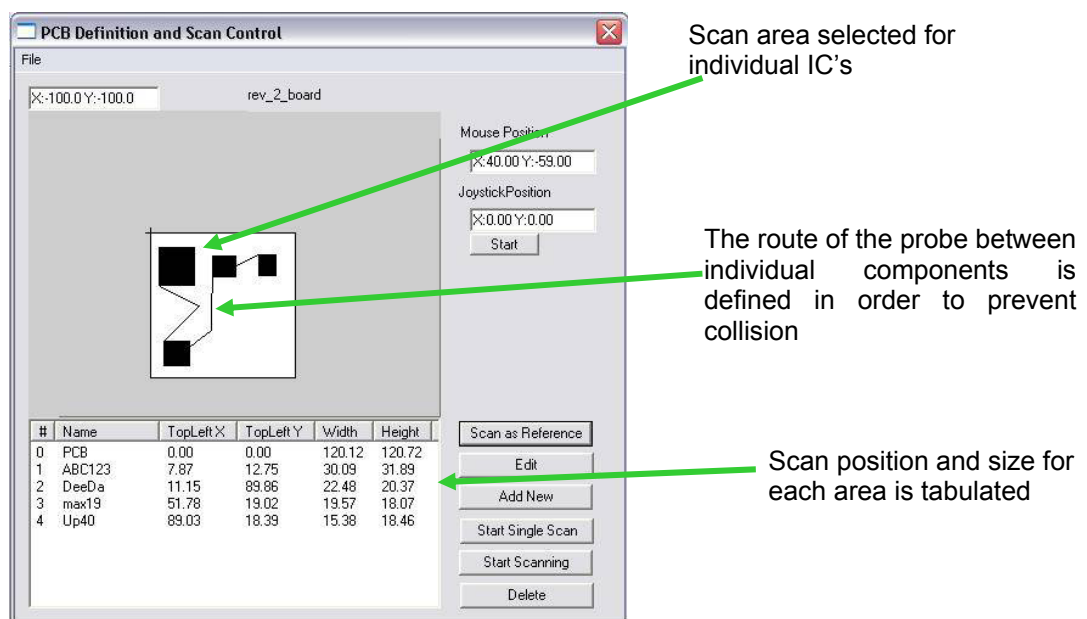 PCB Definition and Scan Control
File
X:-100.0 Y:-100.0
rev_2_board
Mouse Position
X:40.00 Y:-59.00
JoystickPosition
X:0.00 Y:0.00
Start
# Name TopLeft X TopLeft Y Width Height
0 PCB 0.00 0.00 120.12 120.72
1 ABC123 7.87 12.75 30.09 31.89
2 DeeDa 11.15 89.86 22.48 20.37
3 max19 51.78 19.02 19.57 18.07
4 Up40 89.03 18.39 15.38 18.46
Scan as Reference
Edit
Add New
Start Single Scan
Start Scanning
Delete
Scan area selected for
individual IC's
The route of the probe between
individual components is
defined in order to prevent
collision
Scan position and size for
each area is tabulated